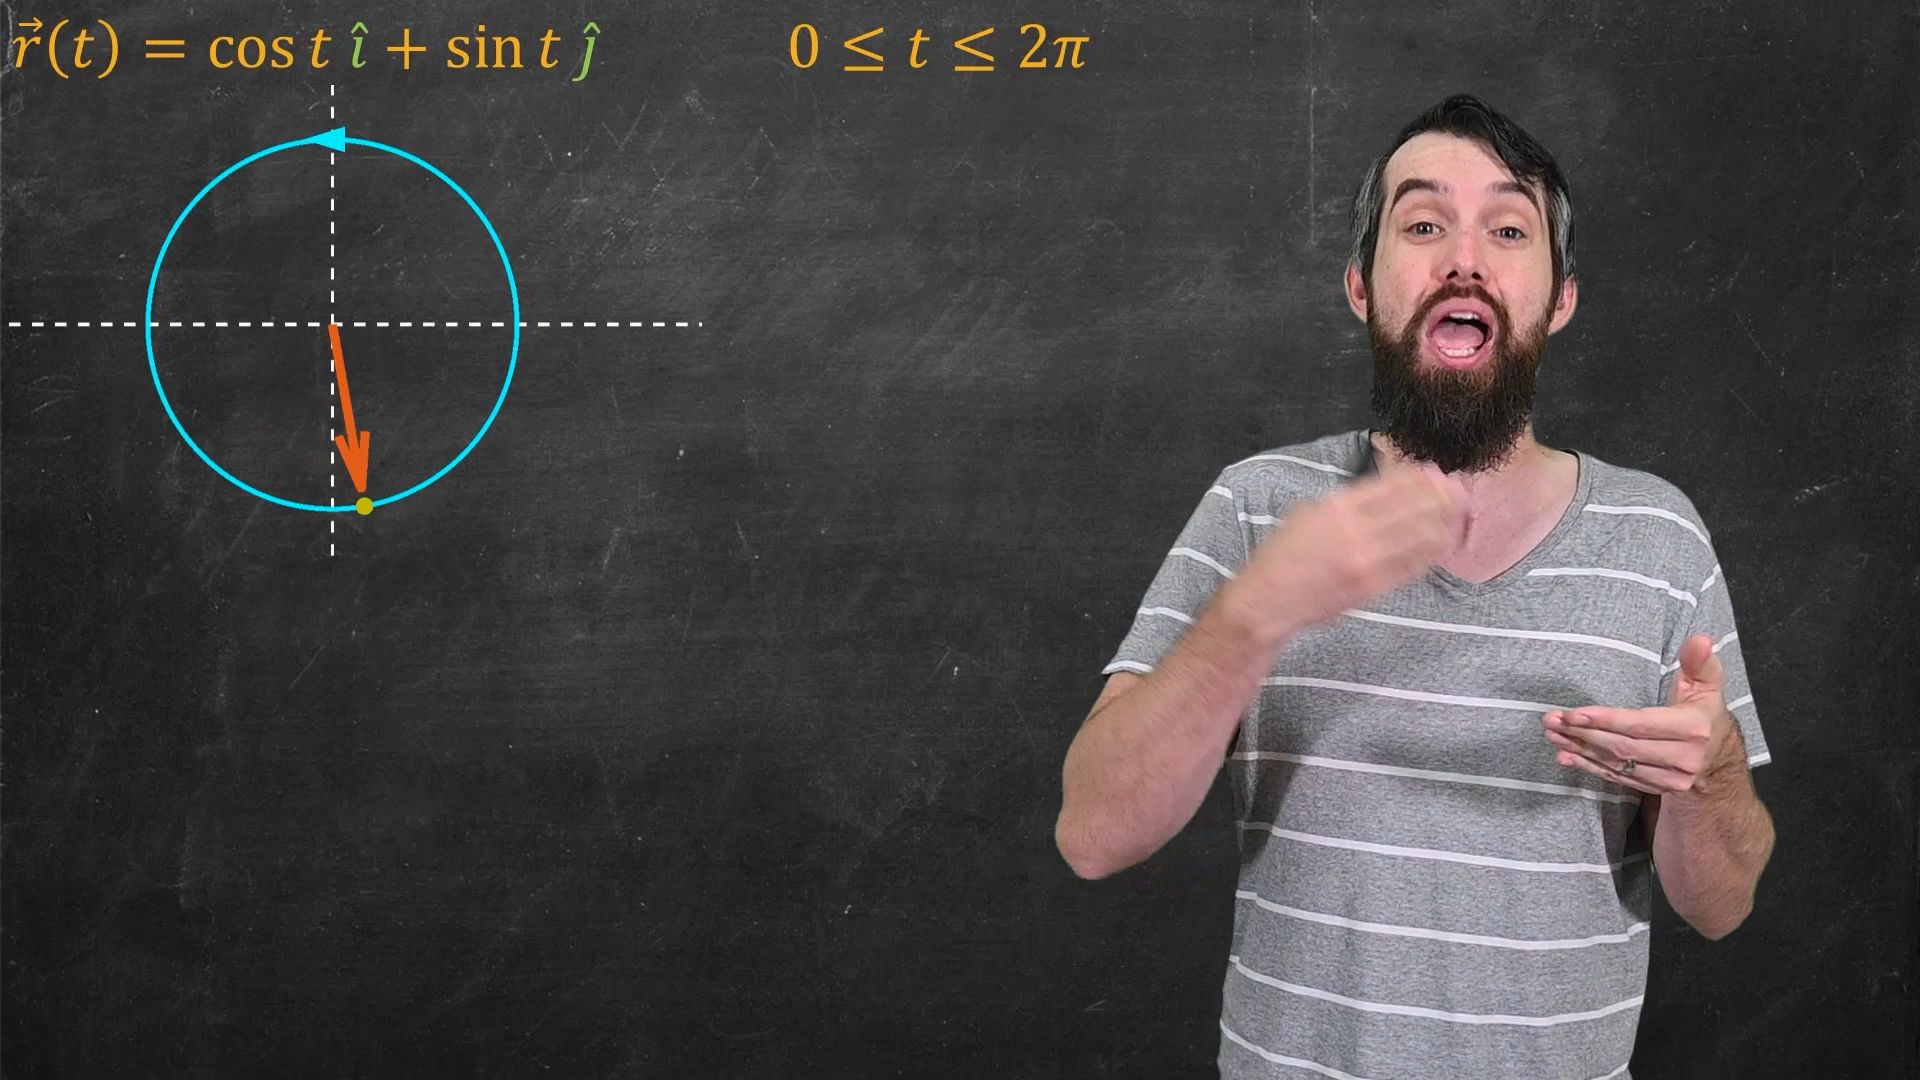 r⃗(t) = cos t î + sin t ĵ 0 ≤ t ≤ 2π